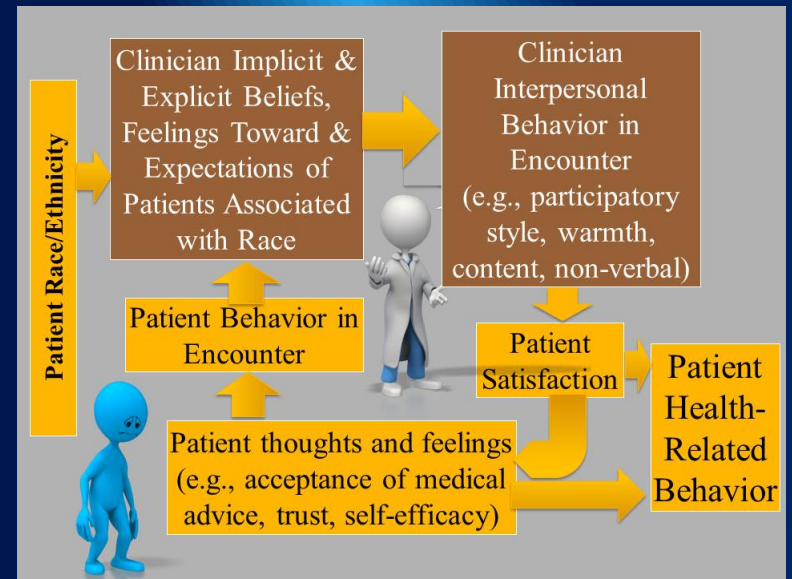 Patient Race/Ethnicity
Clinician Implicit &
Explicit Beliefs,
Feelings Toward &
Expectations of
Patients Associated
with Race
Clinician
Interpersonal
Behavior in
Encounter
(e.g., participatory
style, warmth,
content, non-verbal)
Patient Behavior in
Encounter
Patient
Satisfaction
Patient thoughts and feelings
(e.g., acceptance of medical
advice, trust, self-efficacy)
Patient
Health-
Related
Behavior